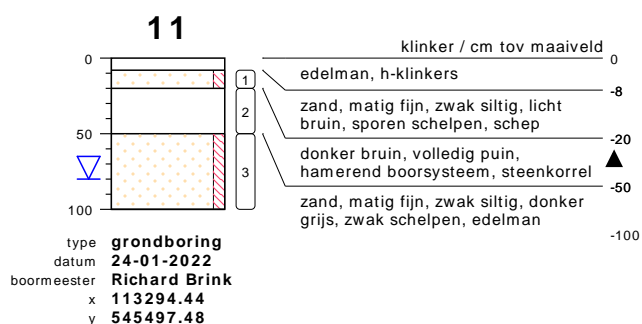 11
klinker / cm tov maaiveld
0
0
edelman, h-klinkers
-8
1
zand, matig fijn, zwak siltig, licht
bruin, sporen schelpen, schep
2
-20
50
donker bruin, volledig puin,
hamerend boorsysteem, steenkorrel
-50
3
zand, matig fijn, zwak siltig, donker
grijs, zwak schelpen, edelman
100
-100
type grondboring
datum 24-01-2022
boormeester Richard Brink
x 113294.44
y 545497.48